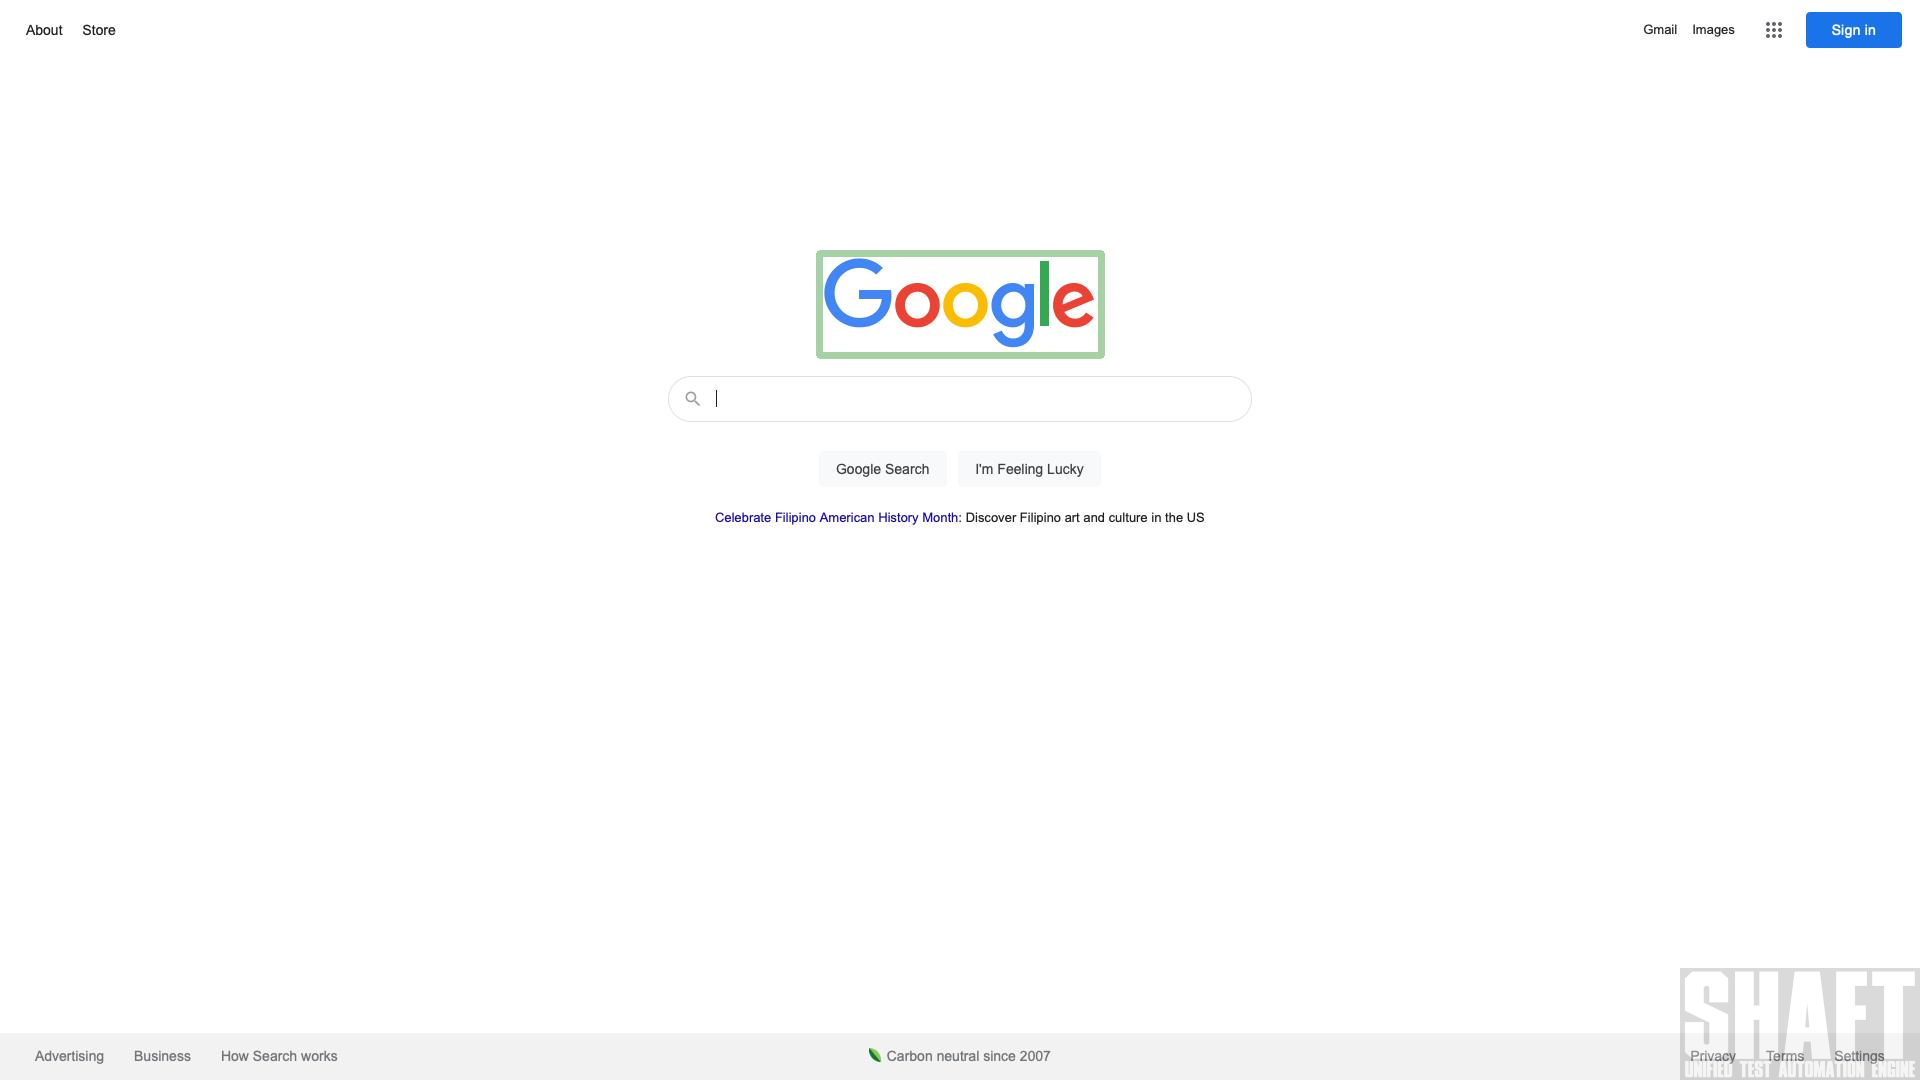 About Store
Gmail Images Sign in
Google
Google Search I'm Feeling Lucky
Celebrate Filipino American History Month: Discover Filipino art and culture in the US
Advertising Business How Search works
Carbon neutral since 2007
Privacy Terms Settings
SHAFT
UNIFIED TEST AUTOMATION ENGINE